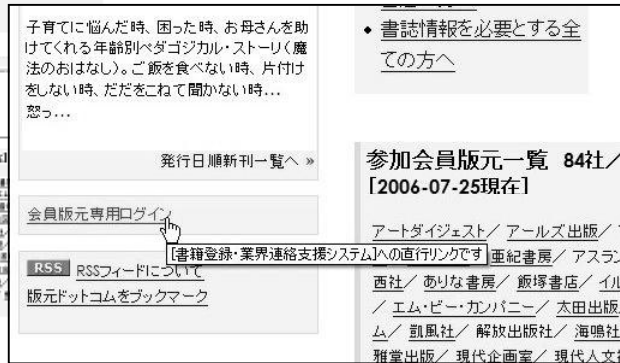 子育てに悩んだ時、困った時、お母さんを助
けてくれる年齢別ペダゴジカル・ストーリ(魔
法のおはなし)。ご飯を食べない時、片付け
をしない時、だだをこねて聞かない時…
怒っ…
発行日順新刊一覧へ »
会員版元専用ログイン
[書籍登録・業界連絡支援システム]への直行リンクです
RSS RSSフィードについて
版元ドットコムをブックマーク
• 書誌情報を必要とする全
ての方へ
参加会員版元一覧 84社/
[2006-07-25現在]
アートダイジェスト/ アールズ出版/
亜紀書房/ アスラン
西社/ ありな書房/ 飯塚書店/ イル
/ エム・ビー・カンパニー/ 太田出版
ム/ 凱風社/ 解放出版社/ 海鳴社
雅堂出版/ 現代企画室/ 現代人文